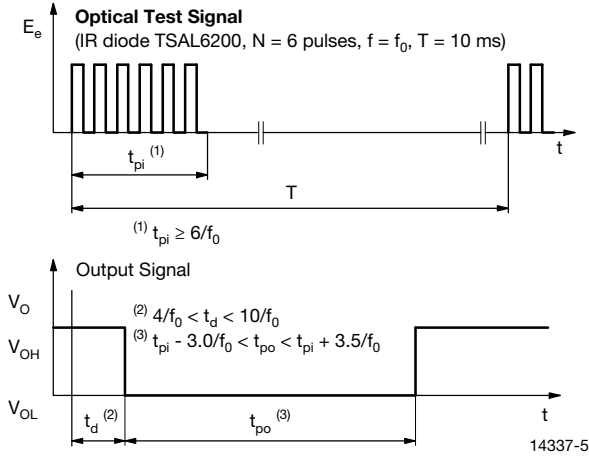 Optical Test Signal
(IR diode TSAL6200, N = 6 pulses, f = f₀, T = 10 ms)
Eₑ
t
tpi ⁽¹⁾
T
⁽¹⁾ tpi ≥ 6/f₀
Output Signal
VO
⁽²⁾ 4/f₀ < td < 10/f₀
⁽³⁾ tpi - 3.0/f₀ < tpo < tpi + 3.5/f₀
VOH
VOL
td ⁽²⁾
tpo ⁽³⁾
t
14337-5